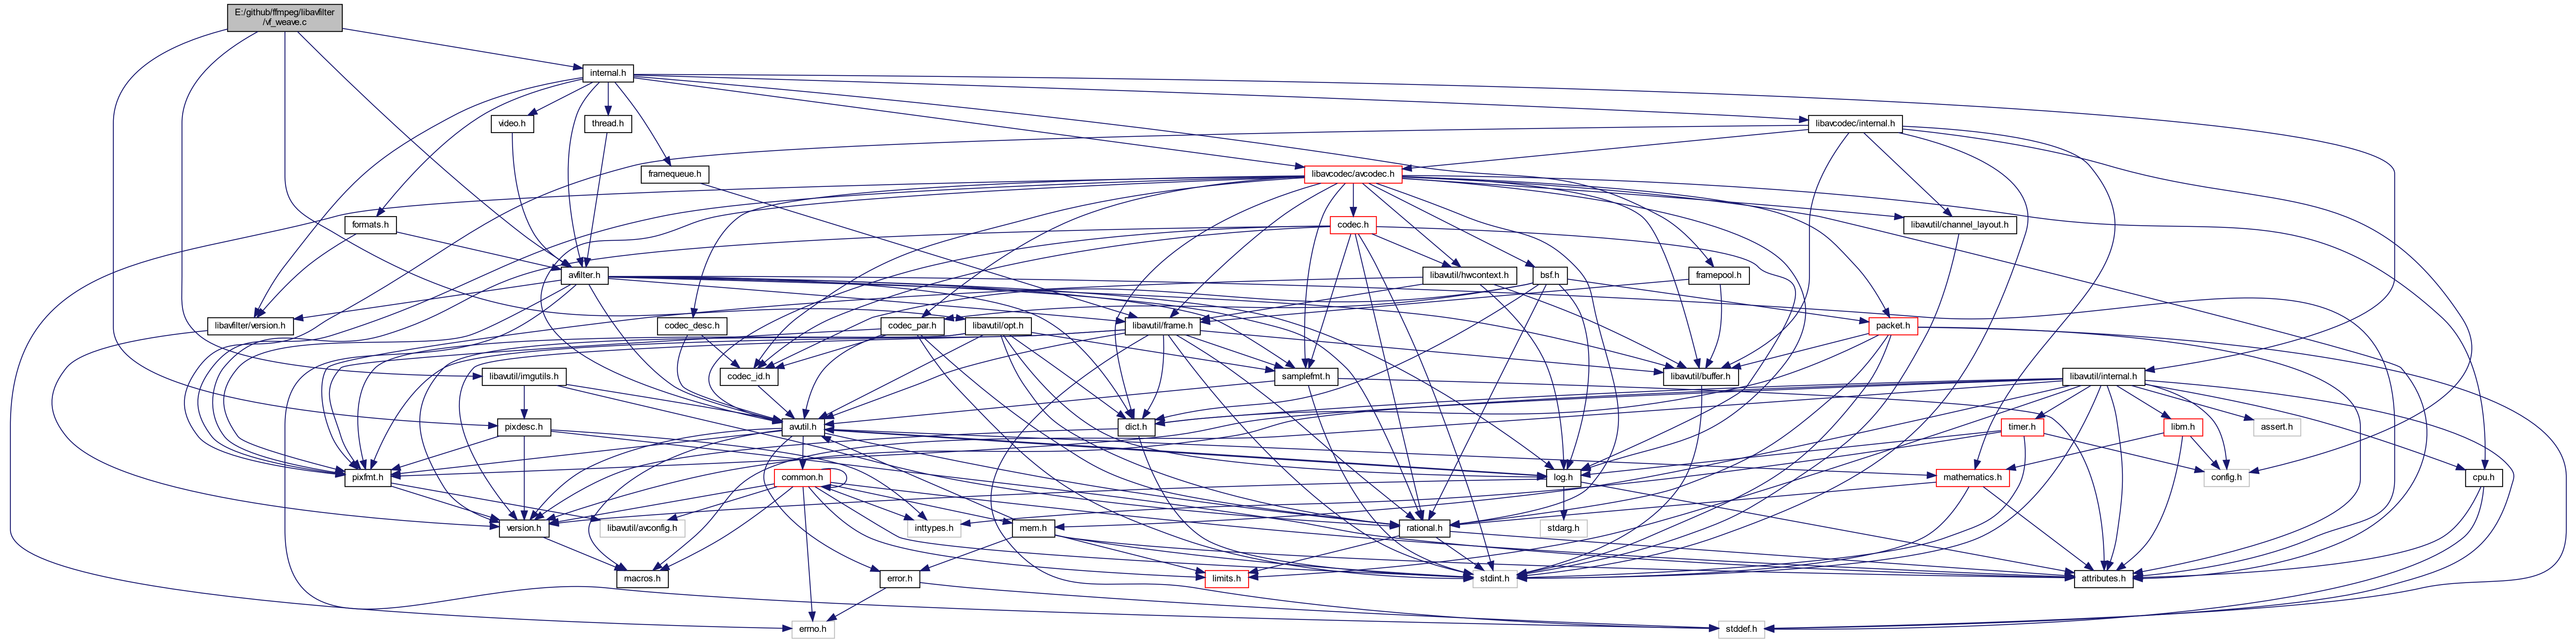 E:/github/ffmpeg/libavfilter
/vf_weave.c
internal.h
video.h
thread.h
libavcodec/internal.h
framequeue.h
libavcodec/avcodec.h
formats.h
codec.h
libavutil/channel_layout.h
avfilter.h
libavutil/hwcontext.h
bsf.h
framepool.h
libavfilter/version.h
codec_desc.h
codec_par.h
libavutil/opt.h
libavutil/frame.h
packet.h
libavutil/imgutils.h
codec_id.h
samplefmt.h
libavutil/buffer.h
libavutil/internal.h
pixdesc.h
avutil.h
dict.h
timer.h
libm.h
assert.h
pixfmt.h
common.h
log.h
mathematics.h
config.h
cpu.h
version.h
libavutil/avconfig.h
inttypes.h
mem.h
rational.h
stdarg.h
macros.h
error.h
limits.h
stdint.h
attributes.h
errno.h
stddef.h